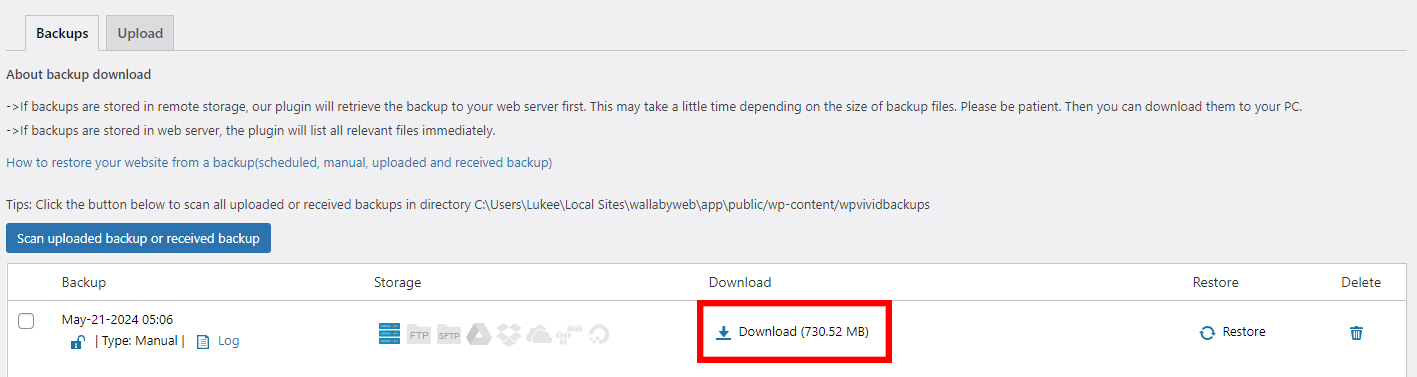 Backups
Upload
About backup download
->If backups are stored in remote storage, our plugin will retrieve the backup to your web server first. This may take a little time depending on the size of backup files. Please be patient. Then you can download them to your PC.
->If backups are stored in web server, the plugin will list all relevant files immediately.
How to restore your website from a backup(scheduled, manual, uploaded and received backup)
Tips: Click the button below to scan all uploaded or received backups in directory C:\Users\Lukee\Local Sites\wallabyweb\app\public/wp-content/wpvividbackups
Scan uploaded backup or received backup
Backup Storage Download Restore Delete
May-21-2024 05:06
| Type: Manual | Log
FTP SFTP
Download (730.52 MB)
Restore